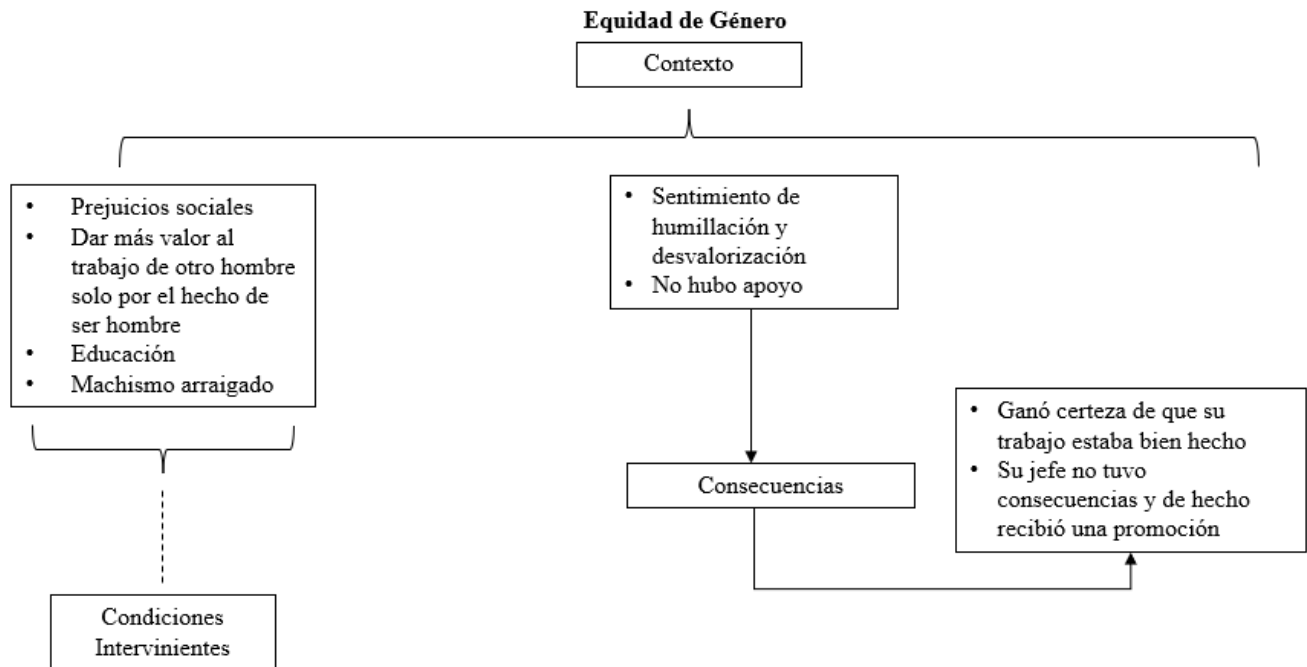 Equidad de Género
Contexto
• Prejuicios sociales
• Dar más valor al
trabajo de otro hombre
solo por el hecho de
ser hombre
• Educación
• Machismo arraigado
• Sentimiento de
humillación y
desvalorización
• No hubo apoyo
• Ganó certeza de que su
trabajo estaba bien hecho
• Su jefe no tuvo
consecuencias y de hecho
recibió una promoción
Consecuencias
Condiciones
Intervinientes